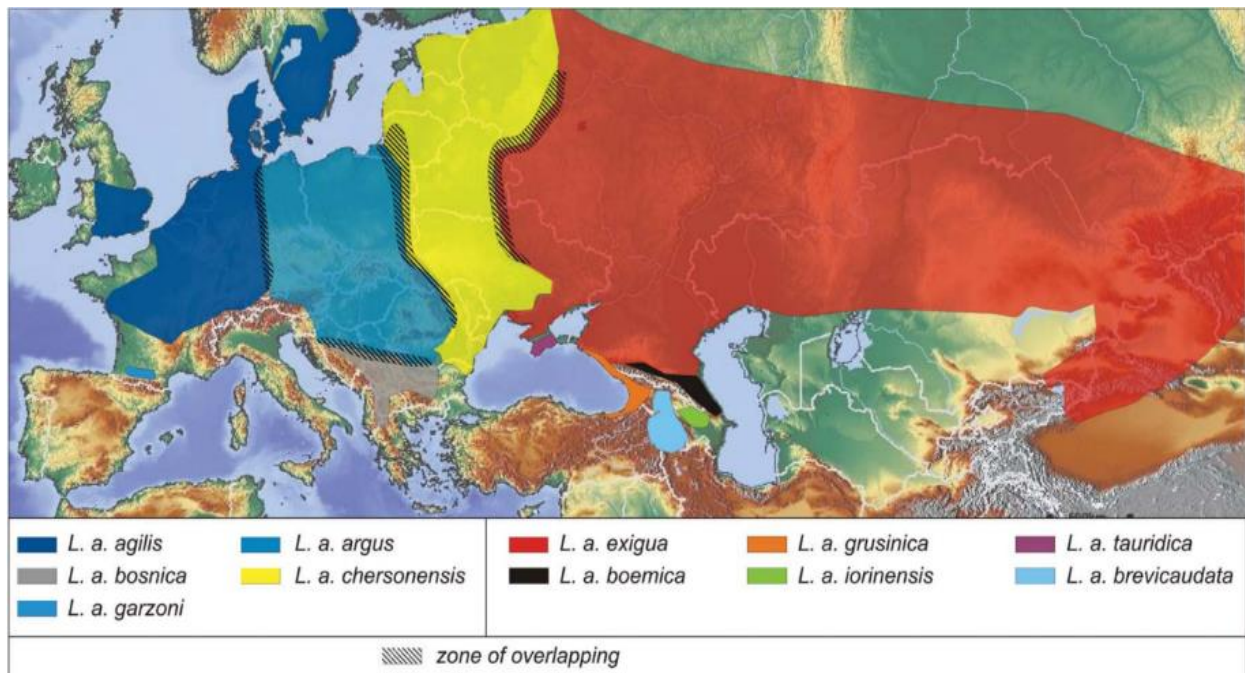 L. a. agilis
L. a. argus
L. a. bosnica
L. a. chersonensis
L. a. garzoni
L. a. exigua
L. a. grusinica
L. a. tauridica
L. a. boemica
L. a. iorinensis
L. a. brevicaudata
zone of overlapping